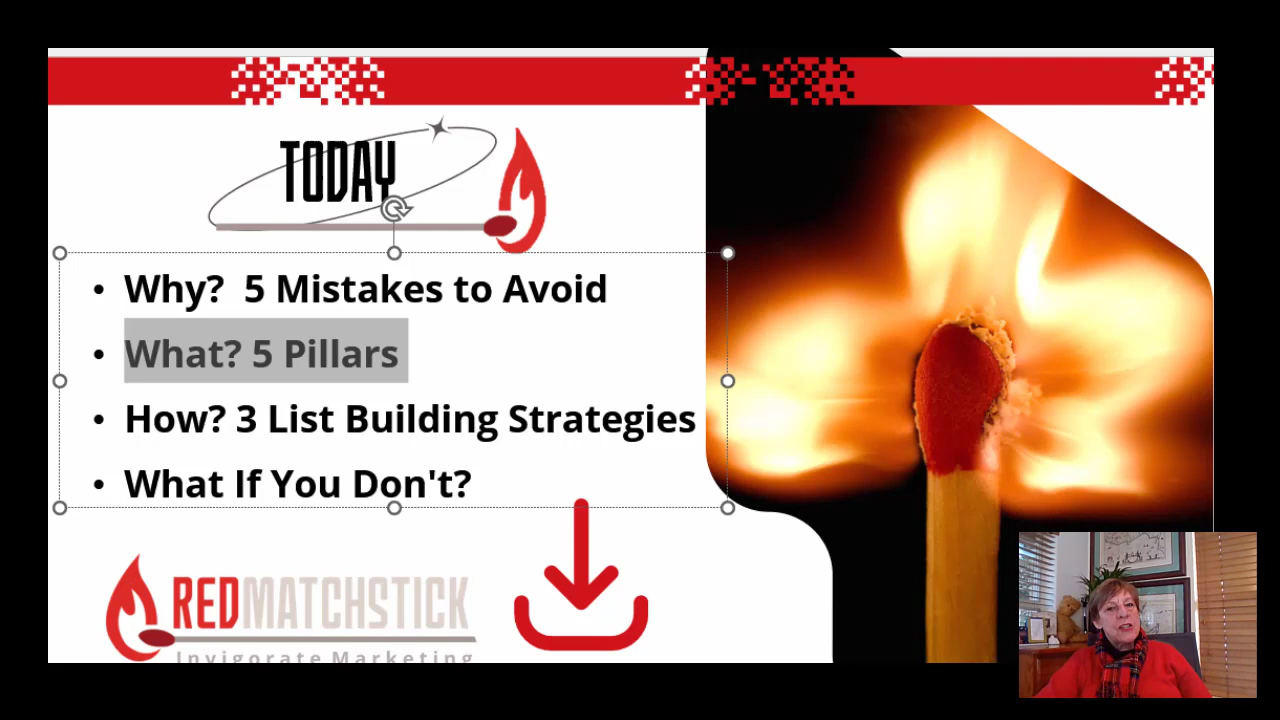 TODAY
• Why? 5 Mistakes to Avoid
• What? 5 Pillars
• How? 3 List Building Strategies
• What If You Don't?
REDMATCHSTICK
Invigorate Marketing